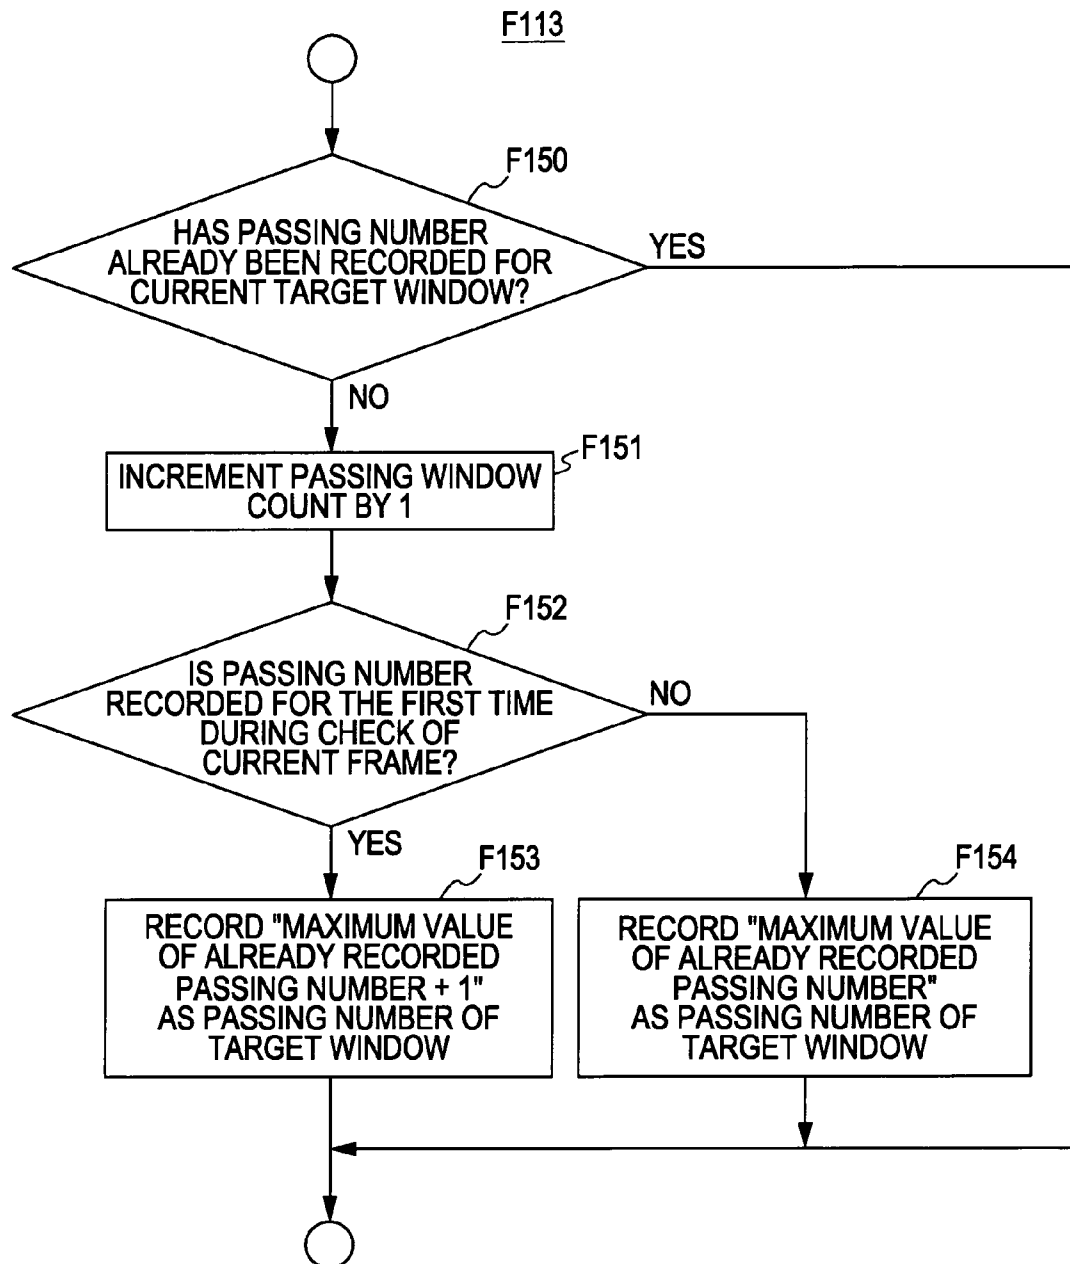 F113
F150
HAS PASSING NUMBER
ALREADY BEEN RECORDED FOR
CURRENT TARGET WINDOW?
YES
NO
F151
INCREMENT PASSING WINDOW
COUNT BY 1
F152
IS PASSING NUMBER
RECORDED FOR THE FIRST TIME
DURING CHECK OF
CURRENT FRAME?
NO
YES
F153
RECORD "MAXIMUM VALUE
OF ALREADY RECORDED
PASSING NUMBER + 1"
AS PASSING NUMBER OF
TARGET WINDOW
F154
RECORD "MAXIMUM VALUE
OF ALREADY RECORDED
PASSING NUMBER"
AS PASSING NUMBER OF
TARGET WINDOW